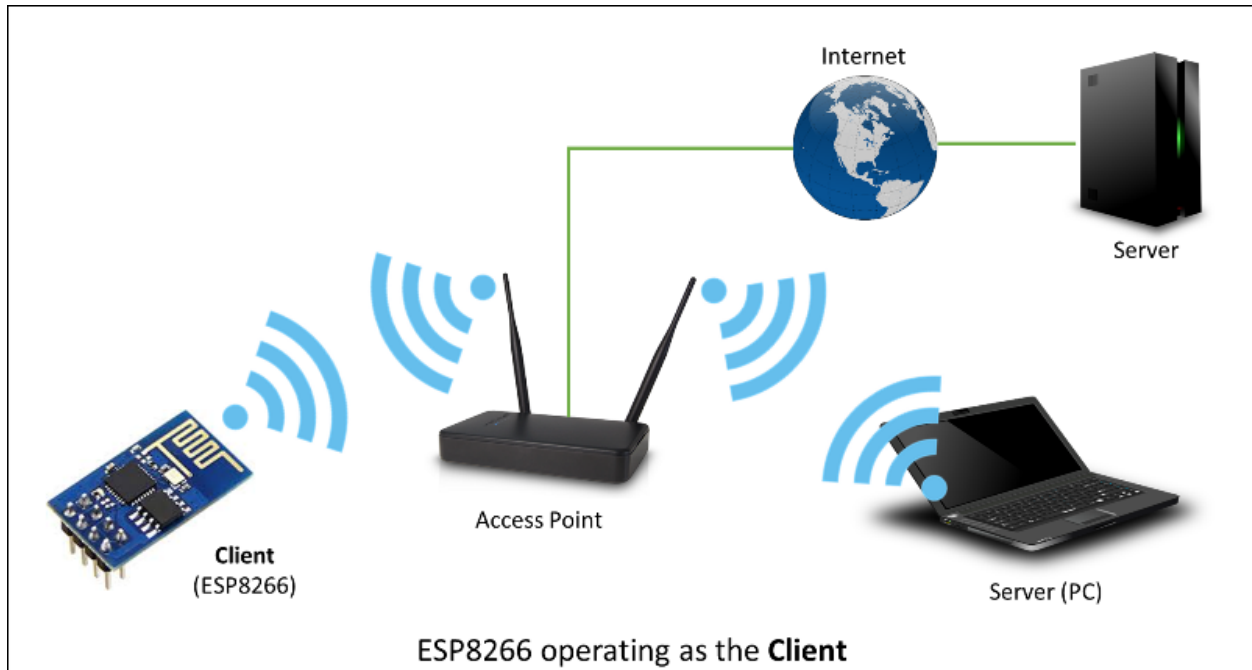 Internet
Server
Access Point
Client
(ESP8266)
Server (PC)
ESP8266 operating as the Client